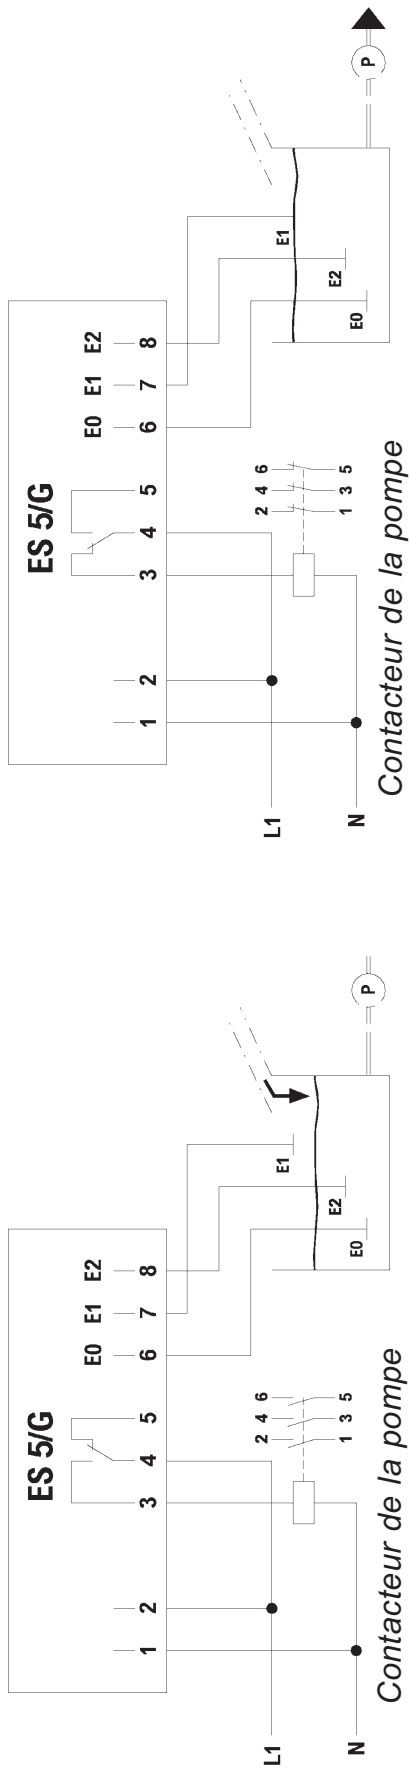 ES 5/G
E0 E1 E2
1 2 3 4 5 6 7 8
2 4 6
L1
E1
E2
1 3 5
N
E0
P
Contacteur de la pompe
ES 5/G
E0 E1 E2
1 2 3 4 5 6 7 8
2 4 6
L1
E1
E2
1 3 5
N
E0
P
Contacteur de la pompe